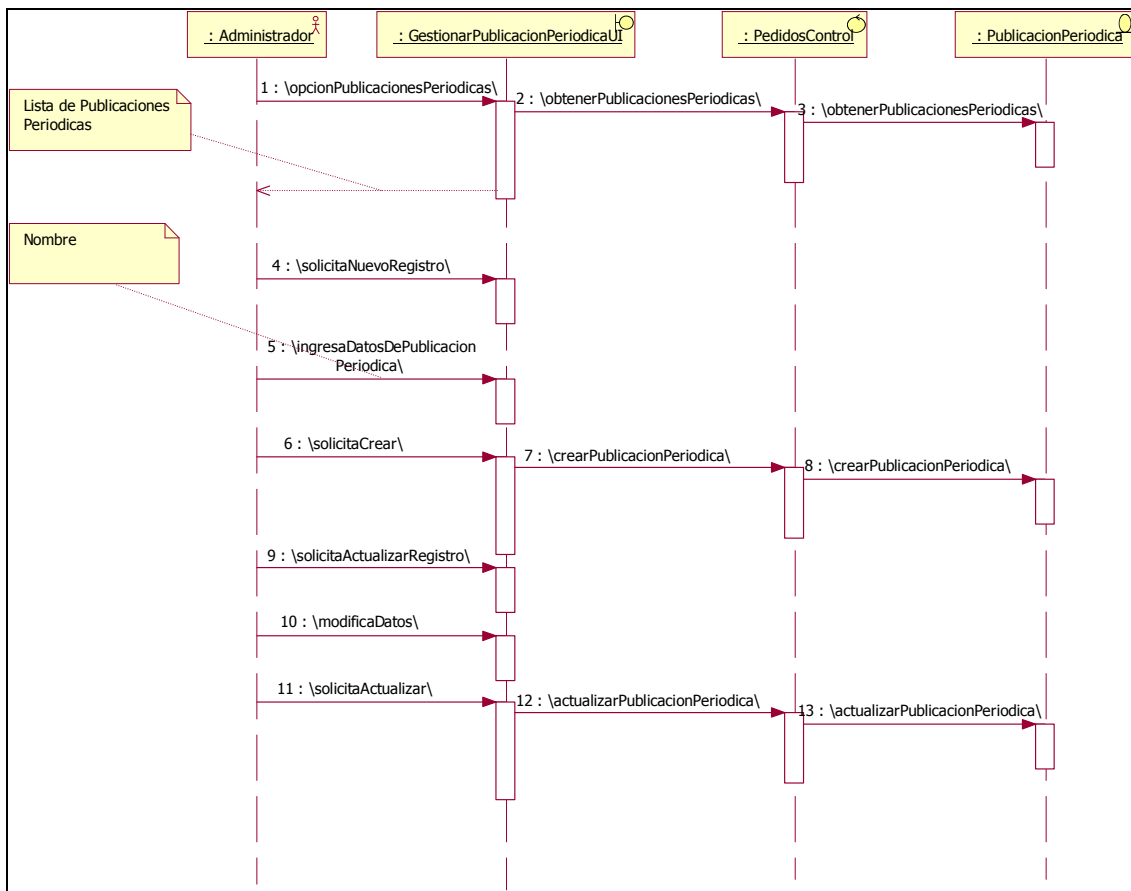 : Administrador
: GestionarPublicacionPeriodicaUI
: PedidosControl
: PublicacionPeriodica
Lista de Publicaciones
Periodicas
1 : \opcionPublicacionesPeriodicas\
2 : \obtenerPublicacionesPeriodicas\
3 : \obtenerPublicacionesPeriodicas\
Nombre
4 : \solicitaNuevoRegistro\
5 : \ingresaDatosDePublicacion
Periodica\
6 : \solicitaCrear\
7 : \crearPublicacionPeriodica\
8 : \crearPublicacionPeriodica\
9 : \solicitaActualizarRegistro\
10 : \modificaDatos\
11 : \solicitaActualizar\
12 : \actualizarPublicacionPeriodica\
13 : \actualizarPublicacionPeriodica\